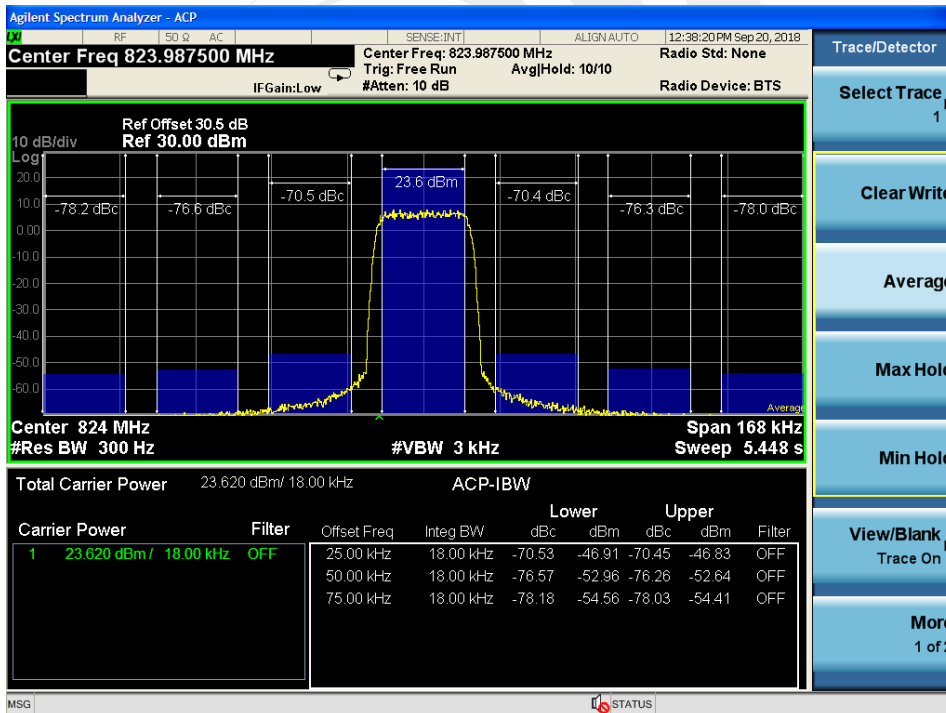 Agilent Spectrum Analyzer - ACP
LXI RF 50 Ω AC SENSE:INT ALIGNAUTO 12:38:20PM Sep 20, 2018
Center Freq 823.987500 MHz
Center Freq: 823.987500 MHz Radio Std: None
Trig: Free Run Avg|Hold: 10/10
IFGain:Low #Atten: 10 dB Radio Device: BTS
Ref Offset 30.5 dB
10 dB/div Ref 30.00 dBm
Log
20.0
10.0
0.00
-10.0
-20.0
-30.0
-40.0
-50.0
-60.0
-78.2 dBc -76.6 dBc -70.5 dBc 23.6 dBm -70.4 dBc -76.3 dBc -78.0 dBc
Average
Center 824 MHz Span 168 kHz
#Res BW 300 Hz #VBW 3 kHz Sweep 5.448 s
Total Carrier Power 23.620 dBm/ 18.00 kHz ACP-IBW
Lower Upper
Carrier Power Filter Offset Freq Integ BW dBc dBm dBc dBm Filter
1 23.620 dBm / 18.00 kHz OFF 25.00 kHz 18.00 kHz -70.53 -46.91 -70.45 -46.83 OFF
50.00 kHz 18.00 kHz -76.57 -52.96 -76.26 -52.64 OFF
75.00 kHz 18.00 kHz -78.18 -54.56 -78.03 -54.41 OFF
MSG STATUS
Trace/Detector
Select Trace
1
Clear Write
Average
Max Hold
Min Hold
View/Blank
Trace On
More
1 of 2